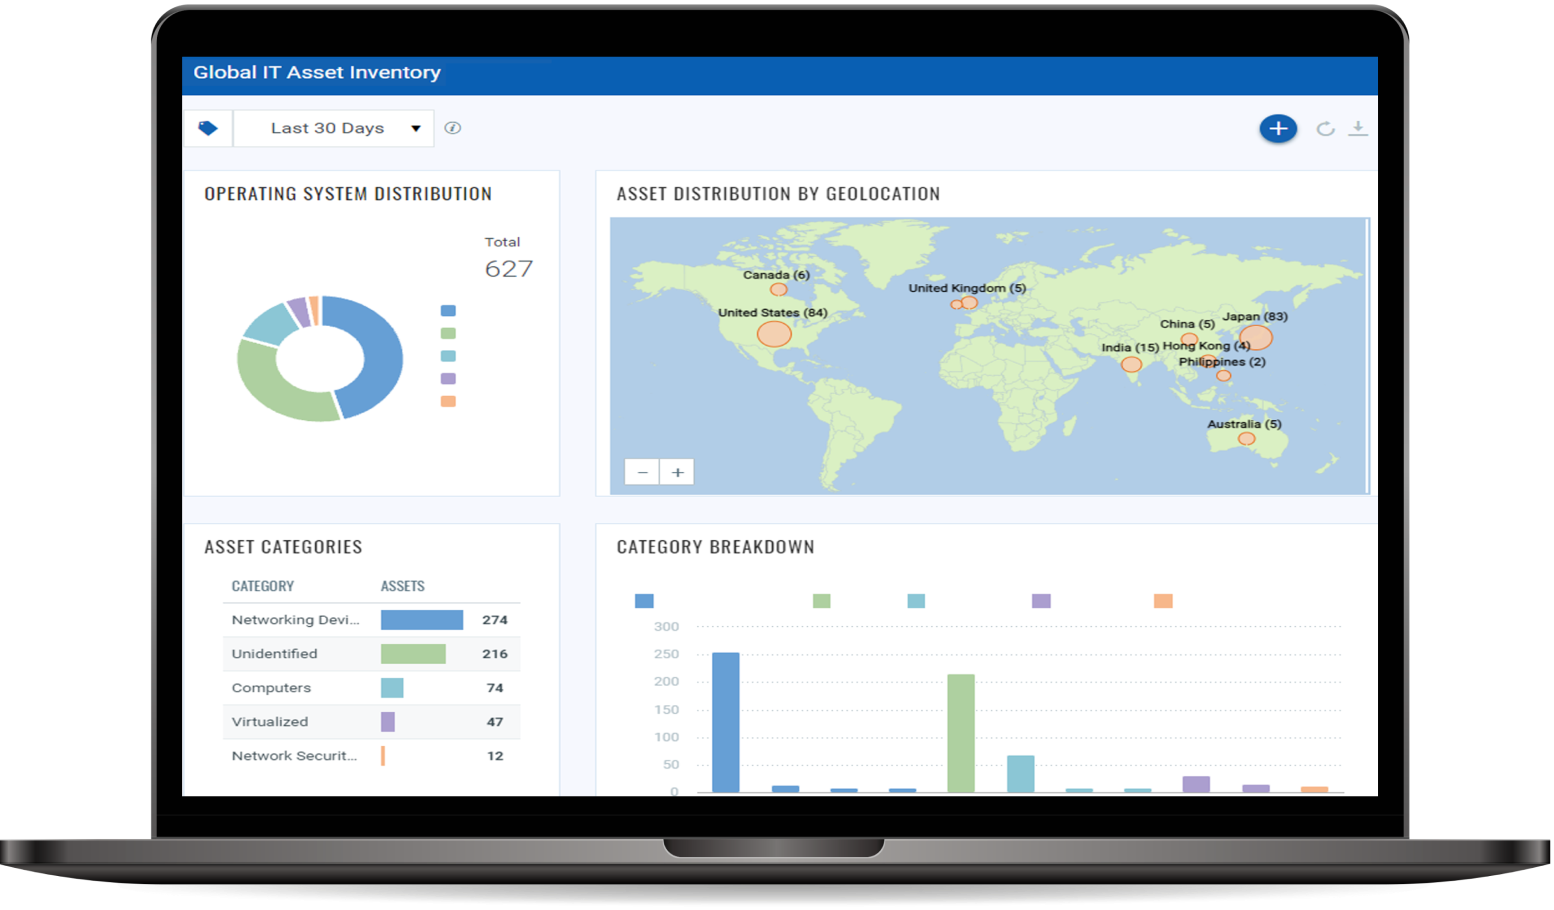 Global IT Asset Inventory
Last 30 Days
OPERATING SYSTEM DISTRIBUTION
Total
627
ASSET DISTRIBUTION BY GEOLOCATION
Canada (6)
United Kingdom (5)
United States (84)
Japan (83)
China (5)
India (15) Hong Kong (4)
Philippines (2)
Australia (5)
ASSET CATEGORIES
CATEGORY ASSETS
Networking Devi... 274
Unidentified 216
Computers 74
Virtualized 47
Network Securit... 12
CATEGORY BREAKDOWN
300
250
200
150
100
50
0